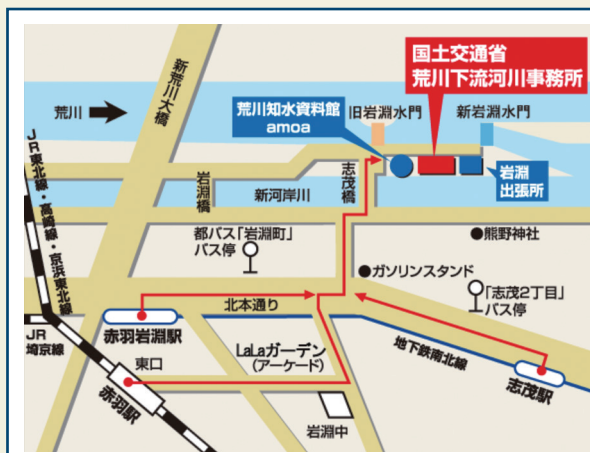 国土交通省
荒川下流河川事務所
新荒川大橋
荒川
荒川知水資料館
amoa
旧岩淵水門
新岩淵水門
JR東北線・高崎線・京浜東北線
岩淵橋
新河岸川
志茂橋
岩淵
出張所
都バス「岩淵町」
バス停
●熊野神社
●ガソリンスタンド
「志茂2丁目」
バス停
北本通り
赤羽岩淵駅
JR
埼京線
東口
LaLaガーデン
(アーケード)
地下鉄南北線
志茂駅
赤羽駅
岩淵中